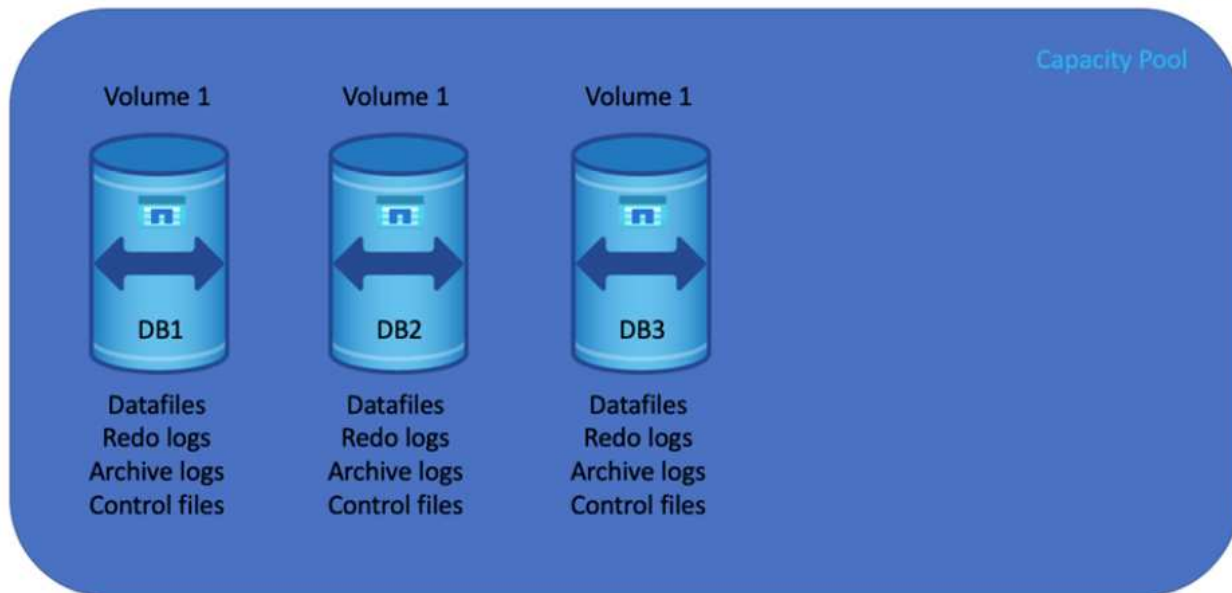 Capacity Pool
Volume 1
Volume 1
Volume 1
DB1
DB2
DB3
Datafiles
Redo logs
Archive logs
Control files
Datafiles
Redo logs
Archive logs
Control files
Datafiles
Redo logs
Archive logs
Control files